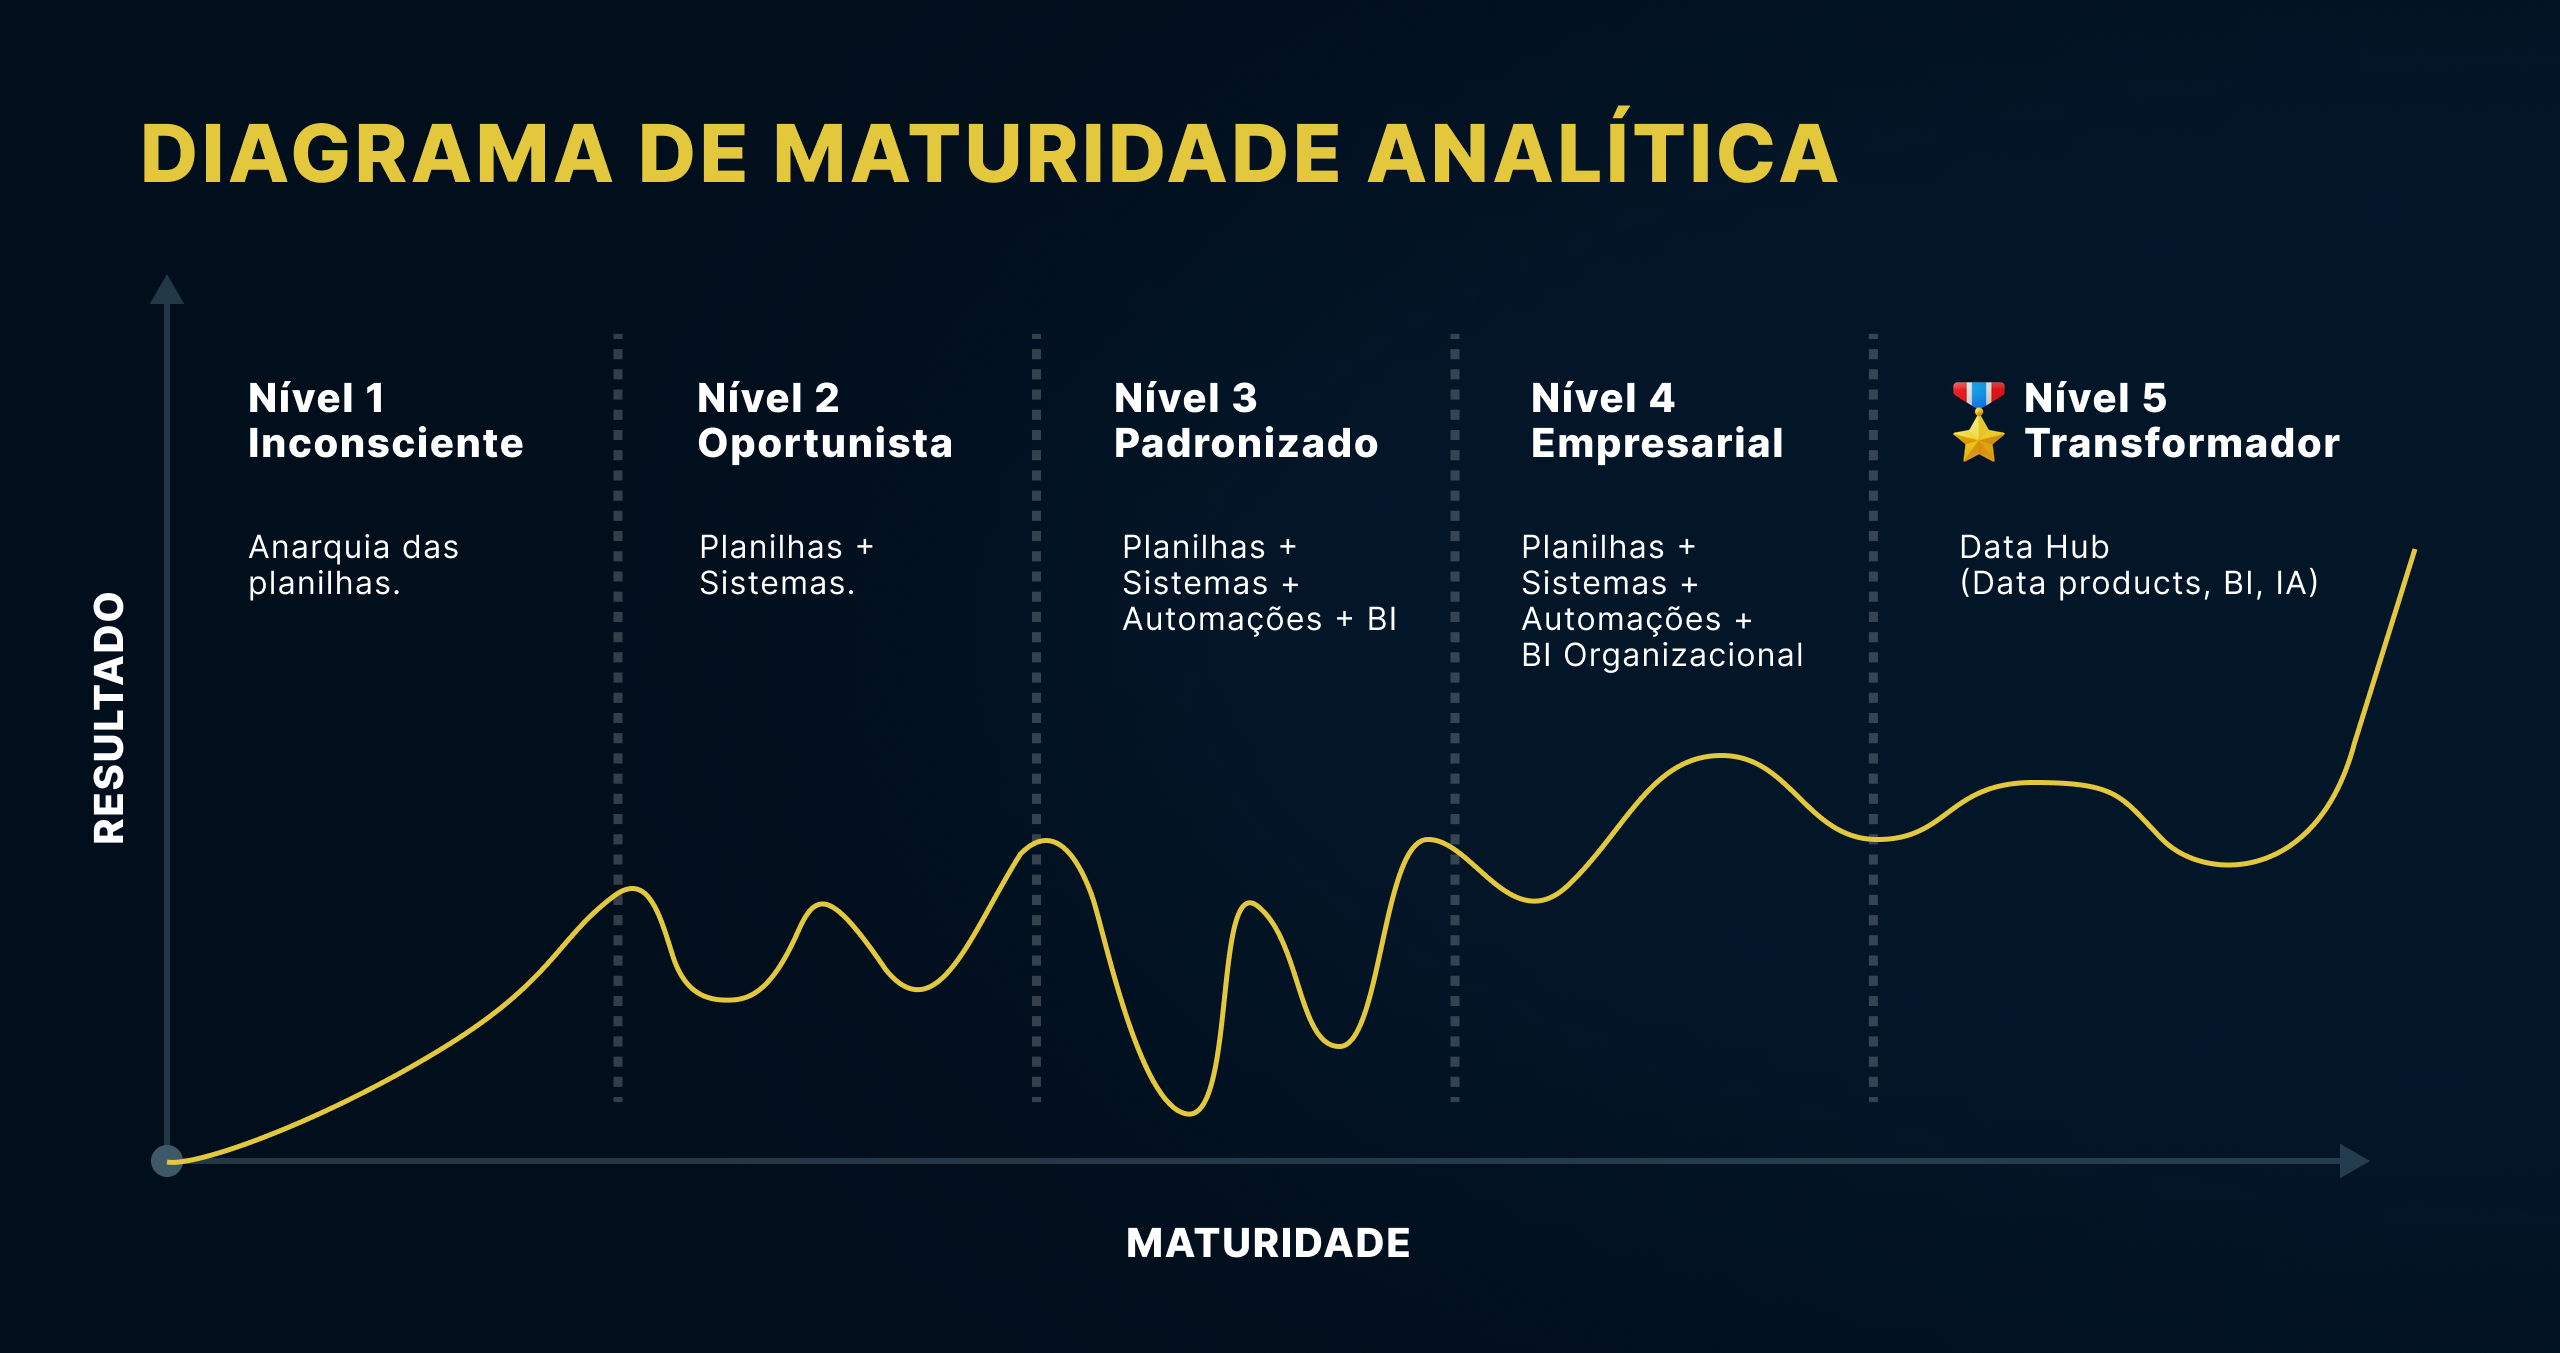 DIAGRAMA DE MATURIDADE ANALÍTICA
RESULTADO
Nível 1
Inconsciente
Anarquia das
planilhas.
Nível 2
Oportunista
Planilhas +
Sistemas.
Nível 3
Padronizado
Planilhas +
Sistemas +
Automações + BI
Nível 4
Empresarial
Planilhas +
Sistemas +
Automações +
BI Organizacional
Nível 5
Transformador
Data Hub
(Data products, BI, IA)
MATURIDADE